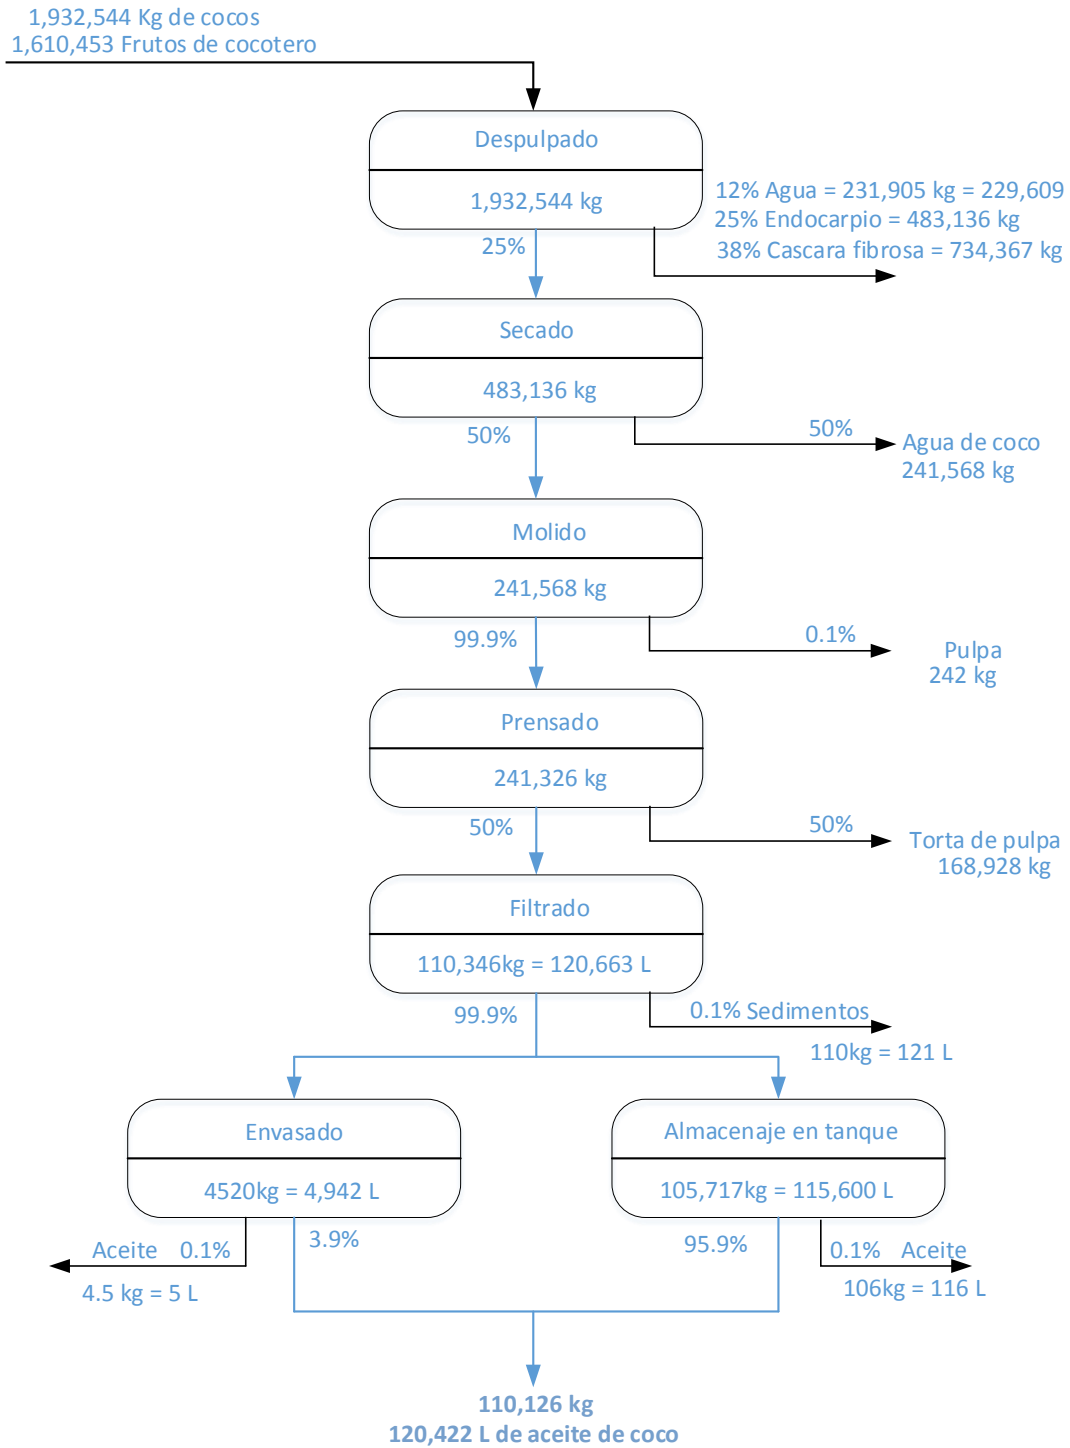 1,932,544 Kg de cocos
1,610,453 Frutos de cocotero
Despulpado
1,932,544 kg
12% Agua = 231,905 kg = 229,609
25% Endocarpio = 483,136 kg
38% Cascara fibrosa = 734,367 kg
25%
Secado
483,136 kg
50%
50%
Agua de coco
241,568 kg
Molido
241,568 kg
99.9%
0.1%
Pulpa
242 kg
Prensado
241,326 kg
50%
50%
Torta de pulpa
168,928 kg
Filtrado
110,346kg = 120,663 L
99.9%
0.1% Sedimentos
110kg = 121 L
Envasado
4520kg = 4,942 L
Almacenaje en tanque
105,717kg = 115,600 L
Aceite 0.1%
3.9%
4.5 kg = 5 L
95.9%
0.1% Aceite
106kg = 116 L
110,126 kg
120,422 L de aceite de coco